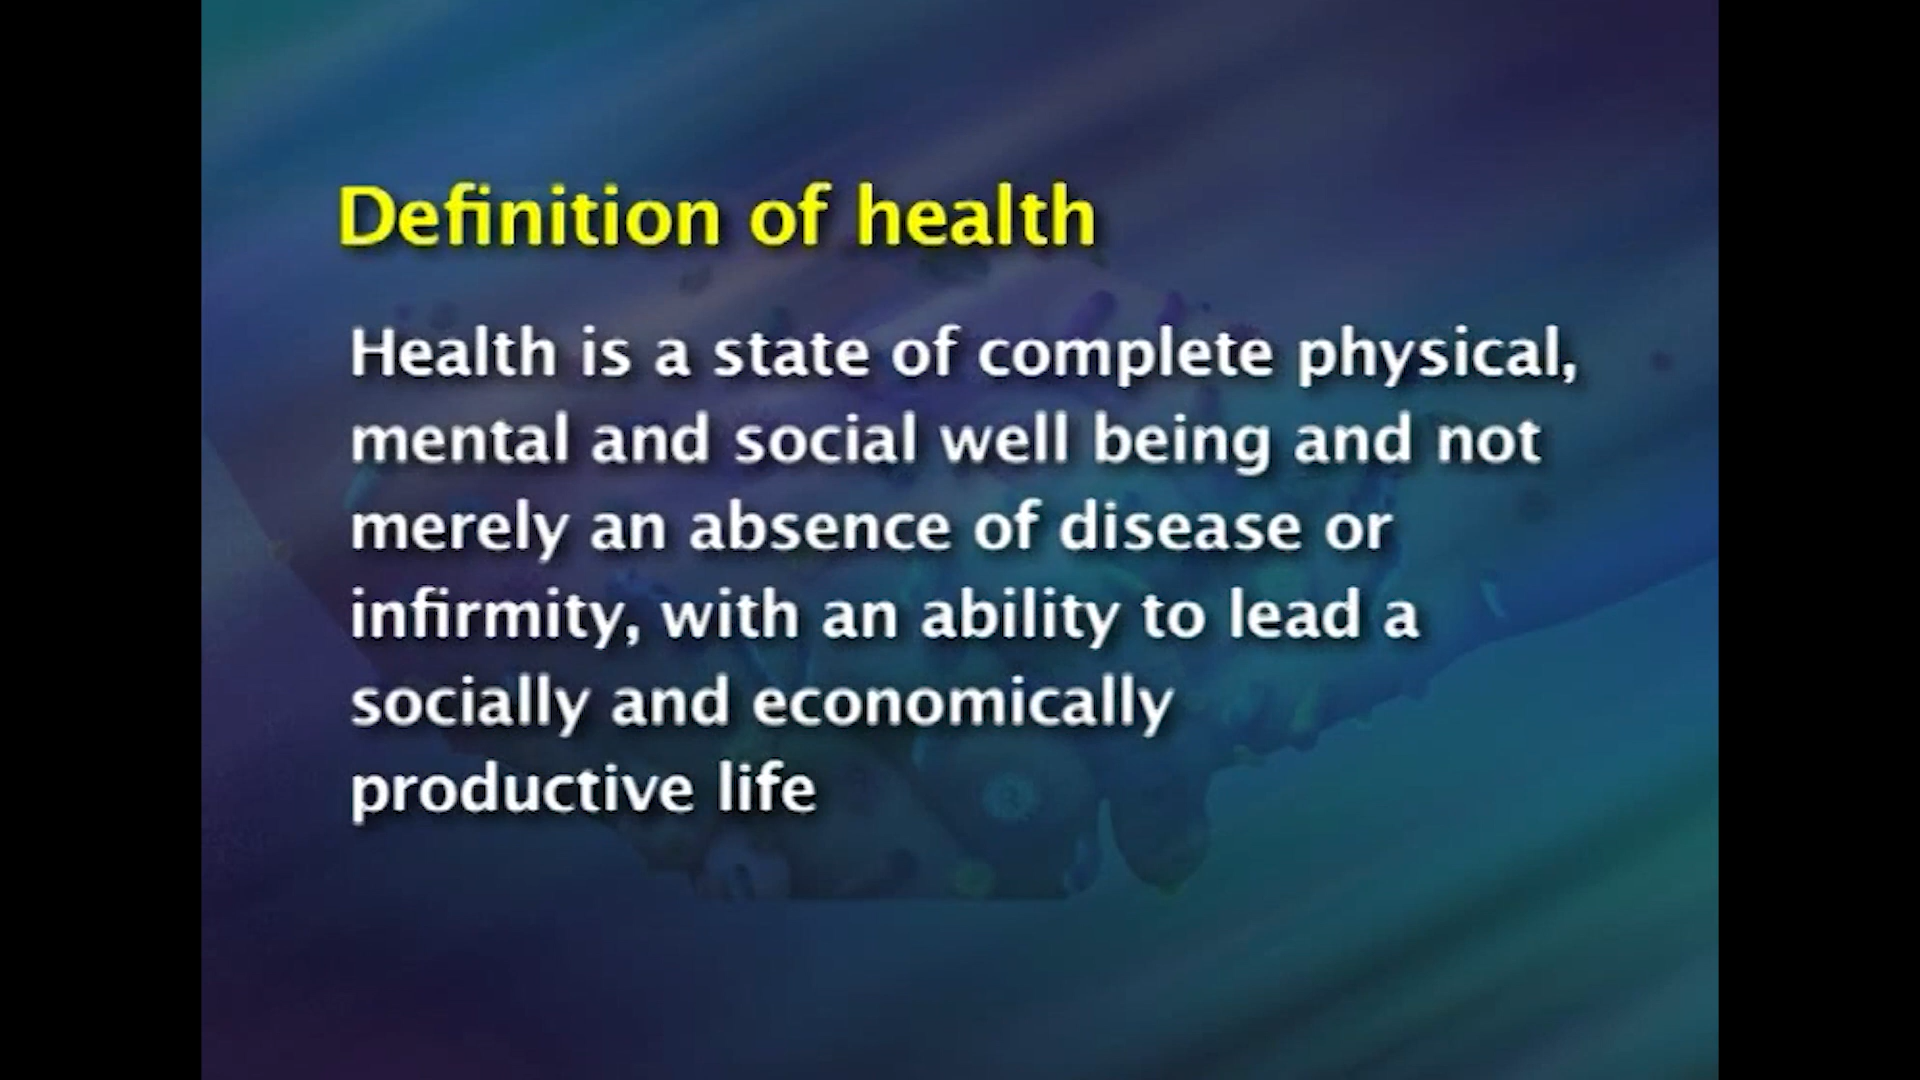 Definition of health
Health is a state of complete physical,
mental and social well being and not
merely an absence of disease or
infirmity, with an ability to lead a
socially and economically
productive life